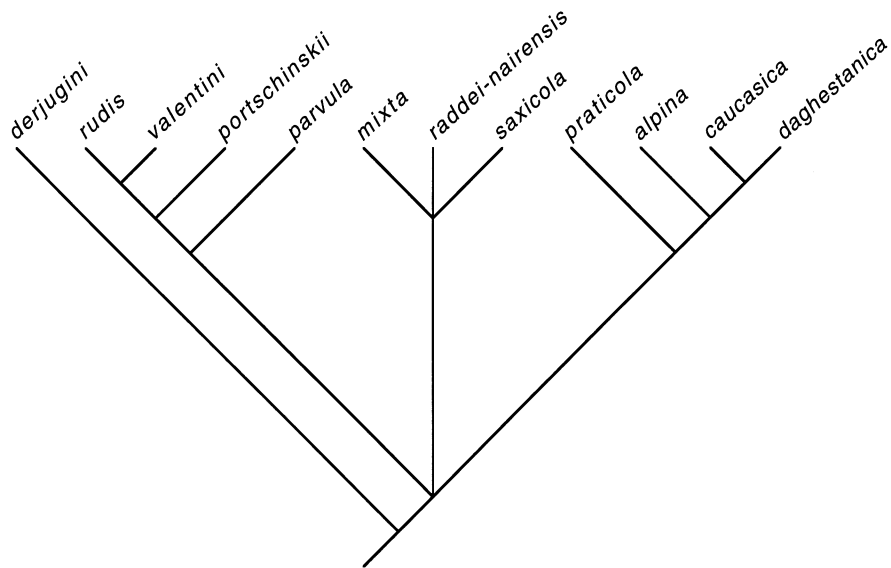 derjugini
rudis
valentini
portschinskii
parvula
mixta
raddei-nairensis
saxicola
praticola
alpina
caucasica
daghestanica